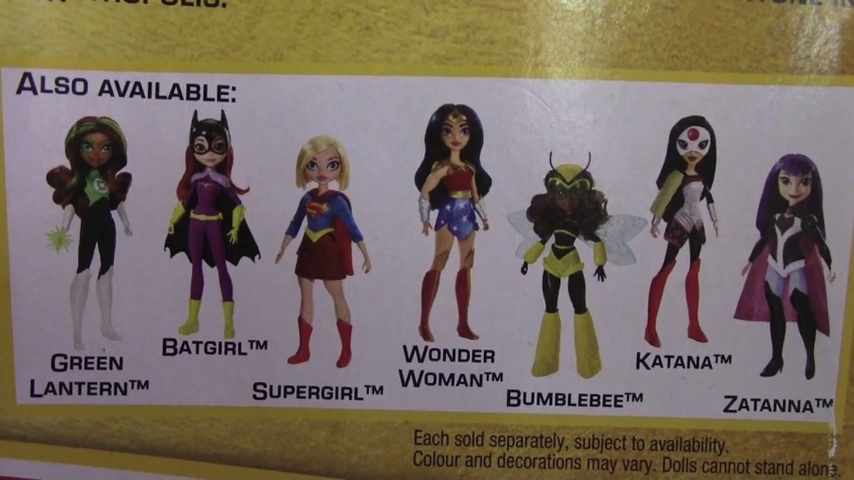 ALSO AVAILABLE:
GREEN
LANTERN™
BATGIRL™
SUPERGIRL™
WONDER
WOMAN™
BUMBLEBEE™
KATANA™
ZATANNA™
Each sold separately, subject to availability.
Colour and decorations may vary. Dolls cannot stand alone.